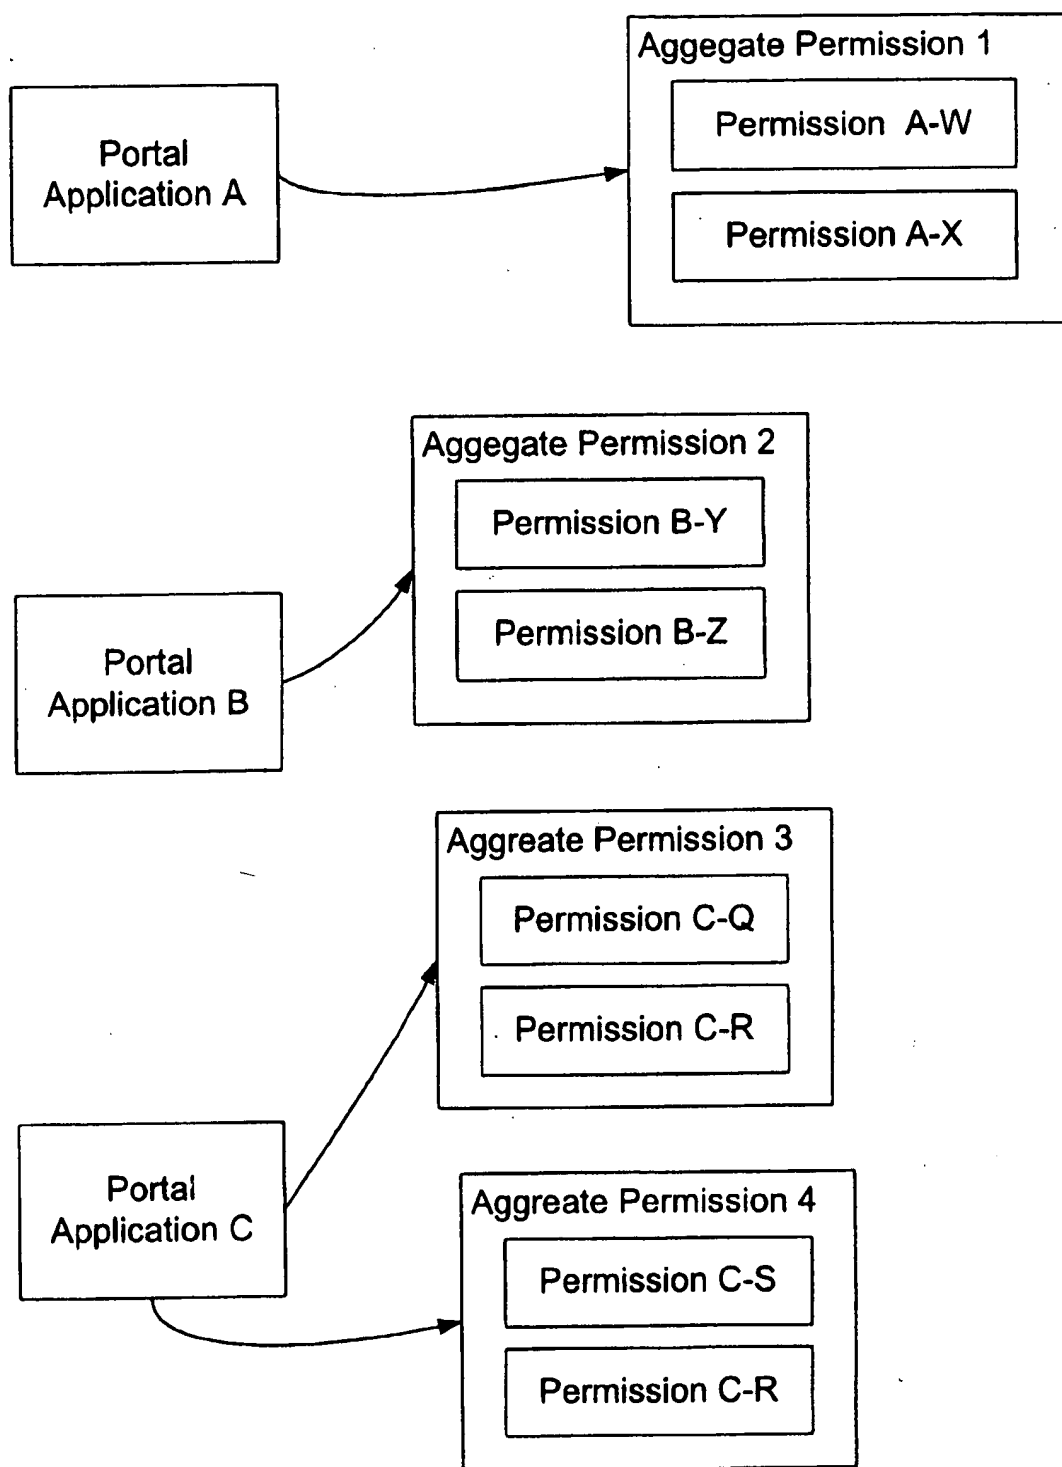 Aggegate Permission 1
Permission A-W
Permission A-X
Portal
Application A
Aggegate Permission 2
Permission B-Y
Permission B-Z
Portal
Application B
Aggreate Permission 3
Permission C-Q
Permission C-R
Portal
Application C
Aggreate Permission 4
Permission C-S
Permission C-R